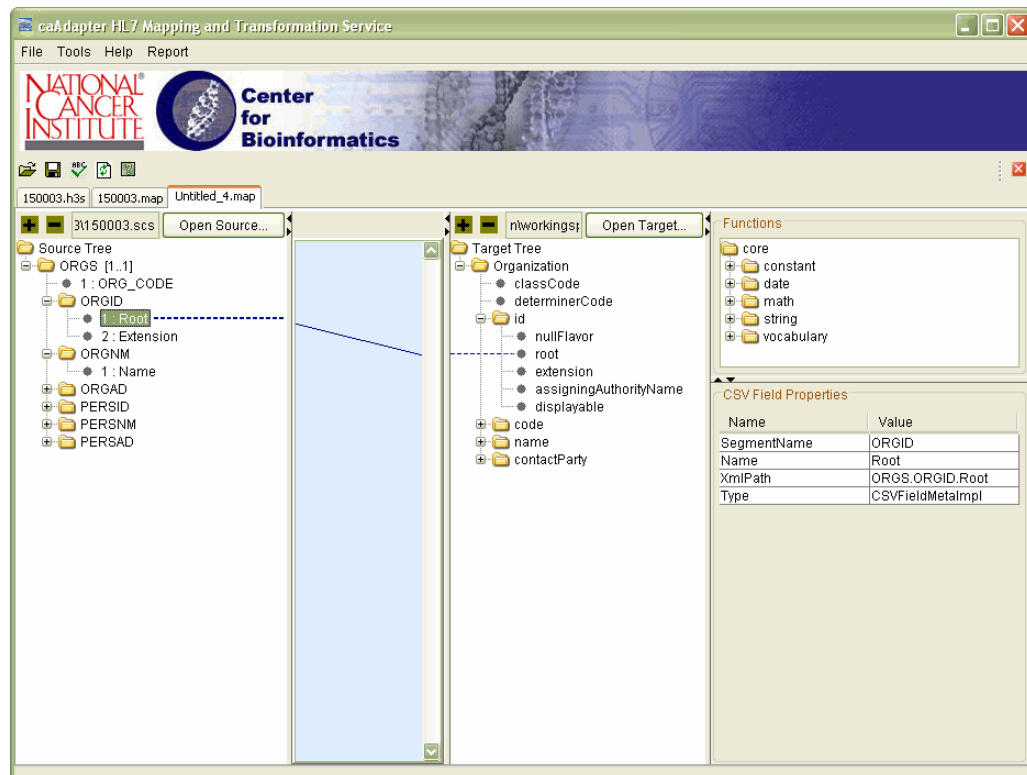 caAdapter HL7 Mapping and Transformation Service
File Tools Help Report
NATIONAL CANCER INSTITUTE
Center for Bioinformatics
ABC
150003.h3s 150003.map Untitled_4.map
3\150003.scs Open Source...
n\workingsp Open Target...
Functions
Source Tree
ORGS [1..1]
1 : ORG_CODE
ORGID
1 : Root
2 : Extension
ORGNM
1 : Name
ORGAD
PERSID
PERSNM
PERSAD
Target Tree
Organization
classCode
determinerCode
id
nullFlavor
root
extension
assigningAuthorityName
displayable
code
name
contactParty
core
constant
date
math
string
vocabulary
CSV Field Properties
Name Value
SegmentName ORGID
Name Root
XmlPath ORGS.ORGID.Root
Type CSVFieldMetaImpl